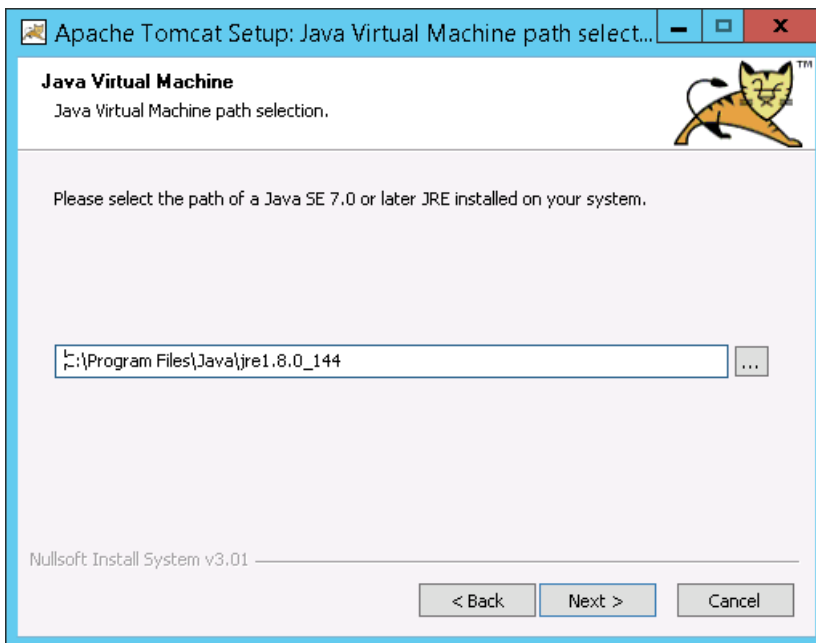 Apache Tomcat Setup: Java Virtual Machine path select...
TM
Java Virtual Machine
Java Virtual Machine path selection.
Please select the path of a Java SE 7.0 or later JRE installed on your system.
C:\Program Files\Java\jre1.8.0_144
...
Nullsoft Install System v3.01
< Back
Next >
Cancel